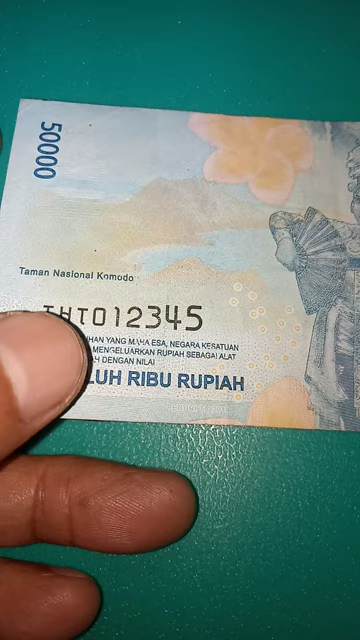 50000
Taman Nasional Komodo
THT012345
HAN YANG MAHA ESA, NEGARA KESATUAN
MENGELUARKAN RUPIAH SEBAGAI ALAT
DENGAN NILAI
LUH RIBU RUPIAH